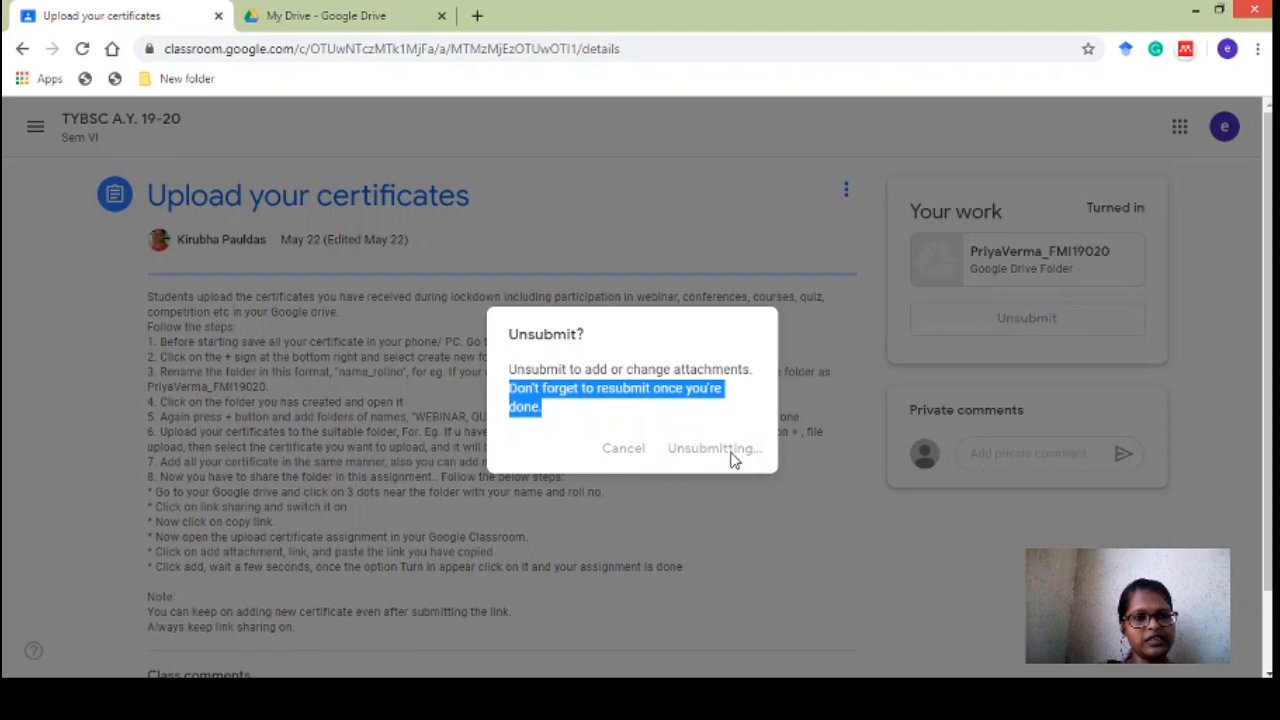 Upload your certificates
My Drive - Google Drive
classroom.google.com/c/OTUwNTczMTk1MjFa/a/MTMzMjEzOTUwOTI1/details
Apps
New folder
TYBSC A.Y. 19-20
Sem VI
e
Upload your certificates
Kirubha Pauldas May 22 (Edited May 22)
Students upload the certificates you have received during lockdown including participation in webinar, conferences, courses, quiz,
competition etc in your Google drive.
Follow the steps:
1. Before starting save all your certificate in your phone/ PC. Go t
2. Click on the + sign at the bottom right and select create new fo
3. Rename the folder in this format, "name_rollno", for eg. If your
folder as
PriyaVerma_FMI19020.
4. Click on the folder you has created and open it
5. Again press + button and add folders of names, "WEBINAR, QU
one.
6. Upload your certificates to the suitable folder, For. Eg. If u have
on + , file
upload, then select the certificate you want to upload, and it will b
7. Add all your certificate in the same manner, also you can add n
8. Now you have to share the folder in this assignment.. Follow the below steps:
* Go to your Google drive and click on 3 dots near the folder with your name and roll no.
* Click on link sharing and switch it on
* Now click on copy link.
* Now open the upload certificate assignment in your Google Classroom.
* Click on add attachment, link, and paste the link you have copied.
* Click add, wait a few seconds, once the option Turn in appear click on it and your assignment is done
Note:
You can keep on adding new certificate even after submitting the link.
Always keep link sharing on.
Class comments
Unsubmit?
Unsubmit to add or change attachments.
Don't forget to resubmit once you're
done.
Cancel Unsubmitting...
Your work Turned in
PriyaVerma_FMI19020
Google Drive Folder
Unsubmit
Private comments
Add private comment...